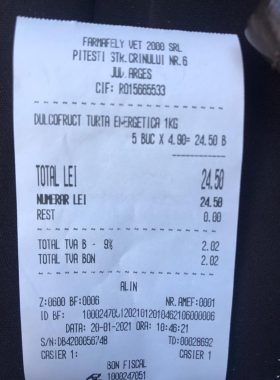 FARMAFELY VET 2000 SRL
PITESTI STR.CRINULUI NR.6
JUD ARGES
CIF: RO15665533
DULCOFRUCT TURTA ENERGETICA 1KG
5 BUC X 4.90= 24.50 B
TOTAL LEI 24.50
NUMERAR LEI 24.50
REST 0.00
TOTAL TVA B - 9% 2.02
TOTAL TVA BON 2.02
ALIN
Z:0600 BF:0006 NR.AMEF:0001
ID BF:
DATA: 20-01-2021 ORA: 10:46:21
S/N:DB4200056748 TD:00028692
CASIER 1: CASIER 1
BON FISCAL
1000247051